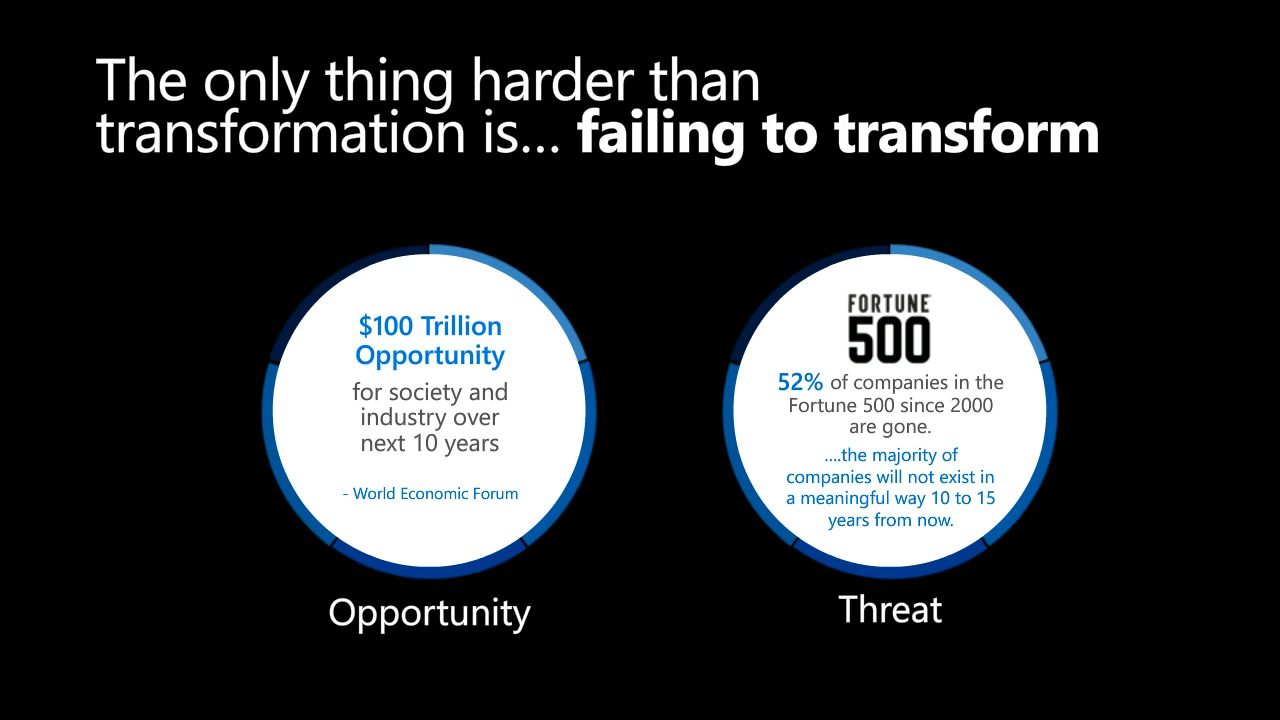 The only thing harder than
transformation is... failing to transform
$100 Trillion
Opportunity
for society and
industry over
next 10 years
- World Economic Forum
Opportunity
FORTUNE
500
52% of companies in the
Fortune 500 since 2000
are gone.
....the majority of
companies will not exist in
a meaningful way 10 to 15
years from now.
Threat